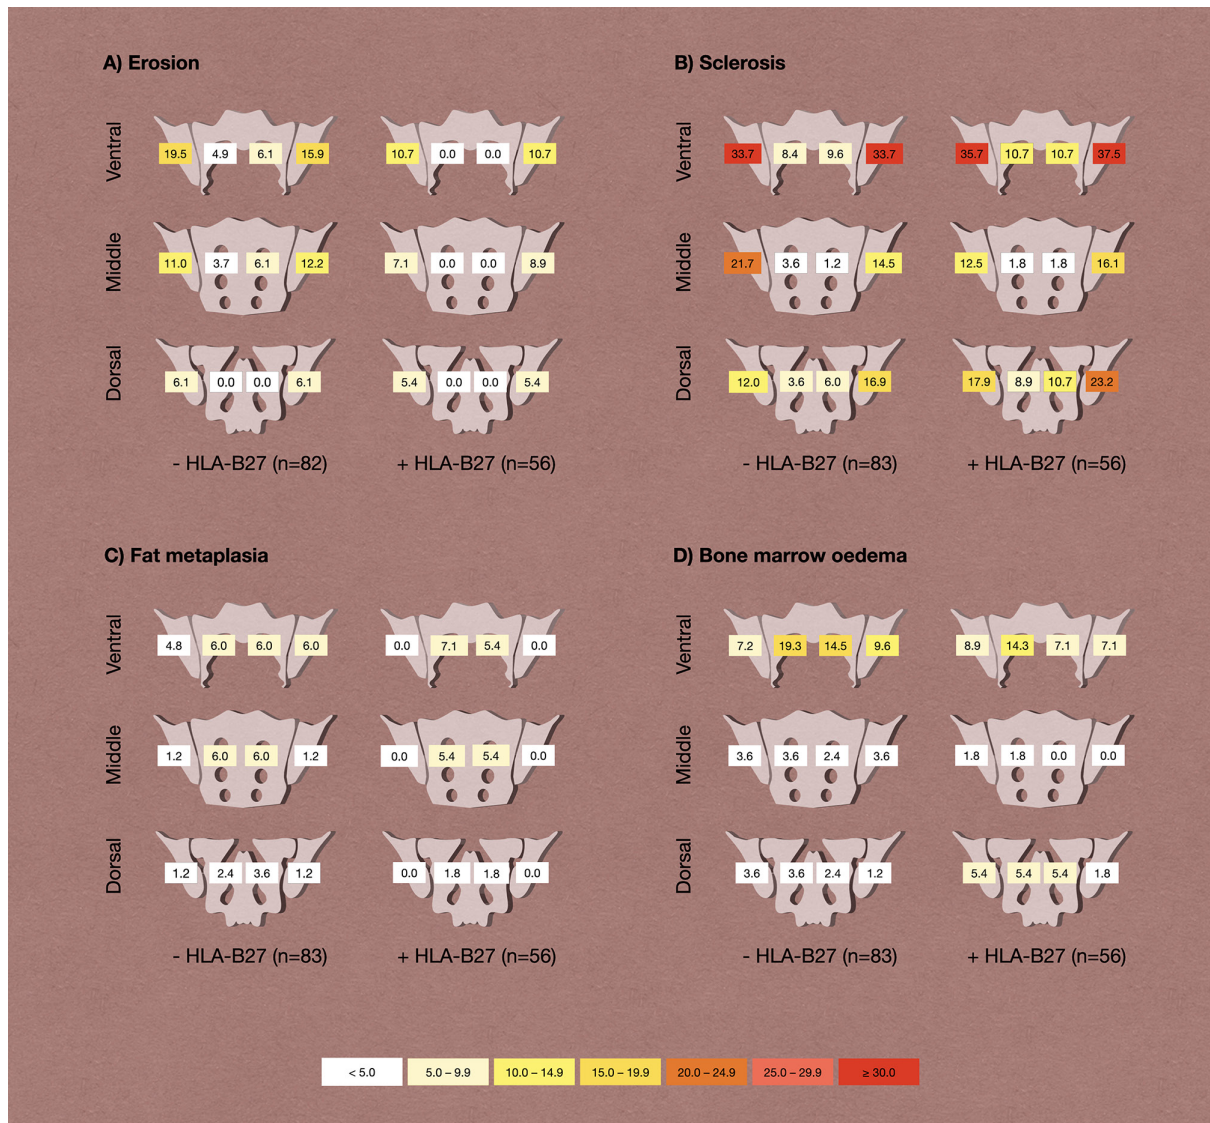 A) Erosion
B) Sclerosis
Ventral
19.5 4.9 6.1 15.9
10.7 0.0 0.0 10.7
Ventral
33.7 8.4 9.6 33.7
35.7 10.7 10.7 37.5
Middle
11.0 3.7 6.1 12.2
7.1 0.0 0.0 8.9
Middle
21.7 3.6 1.2 14.5
12.5 1.8 1.8 16.1
Dorsal
6.1 0.0 0.0 6.1
5.4 0.0 0.0 5.4
Dorsal
12.0 3.6 6.0 16.9
17.9 8.9 10.7 23.2
- HLA-B27 (n=82)
+ HLA-B27 (n=56)
- HLA-B27 (n=83)
+ HLA-B27 (n=56)
C) Fat metaplasia
D) Bone marrow oedema
Ventral
4.8 6.0 6.0 6.0
0.0 7.1 5.4 0.0
Ventral
7.2 19.3 14.5 9.6
8.9 14.3 7.1 7.1
Middle
1.2 6.0 6.0 1.2
0.0 5.4 5.4 0.0
Middle
3.6 3.6 2.4 3.6
1.8 1.8 0.0 0.0
Dorsal
1.2 2.4 3.6 1.2
0.0 1.8 1.8 0.0
Dorsal
3.6 3.6 2.4 1.2
5.4 5.4 5.4 1.8
- HLA-B27 (n=83)
+ HLA-B27 (n=56)
- HLA-B27 (n=83)
+ HLA-B27 (n=56)
< 5.0
5.0 – 9.9
10.0 – 14.9
15.0 – 19.9
20.0 – 24.9
25.0 – 29.9
≥ 30.0